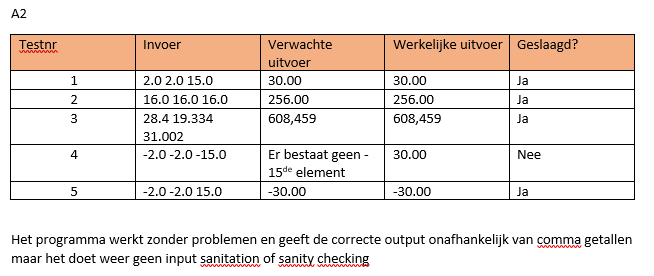 A2
Testnr Invoer Verwachte uitvoer Werkelijke uitvoer Geslaagd?
1 2.0 2.0 15.0 30.00 30.00 Ja
2 16.0 16.0 16.0 256.00 256.00 Ja
3 28.4 19.334 31.002 608,459 608,459 Ja
4 -2.0 -2.0 -15.0 Er bestaat geen -15de element 30.00 Nee
5 -2.0 -2.0 15.0 -30.00 -30.00 Ja
Het programma werkt zonder problemen en geeft de correcte output onafhankelijk van comma getallen
maar het doet weer geen input sanitation of sanity checking